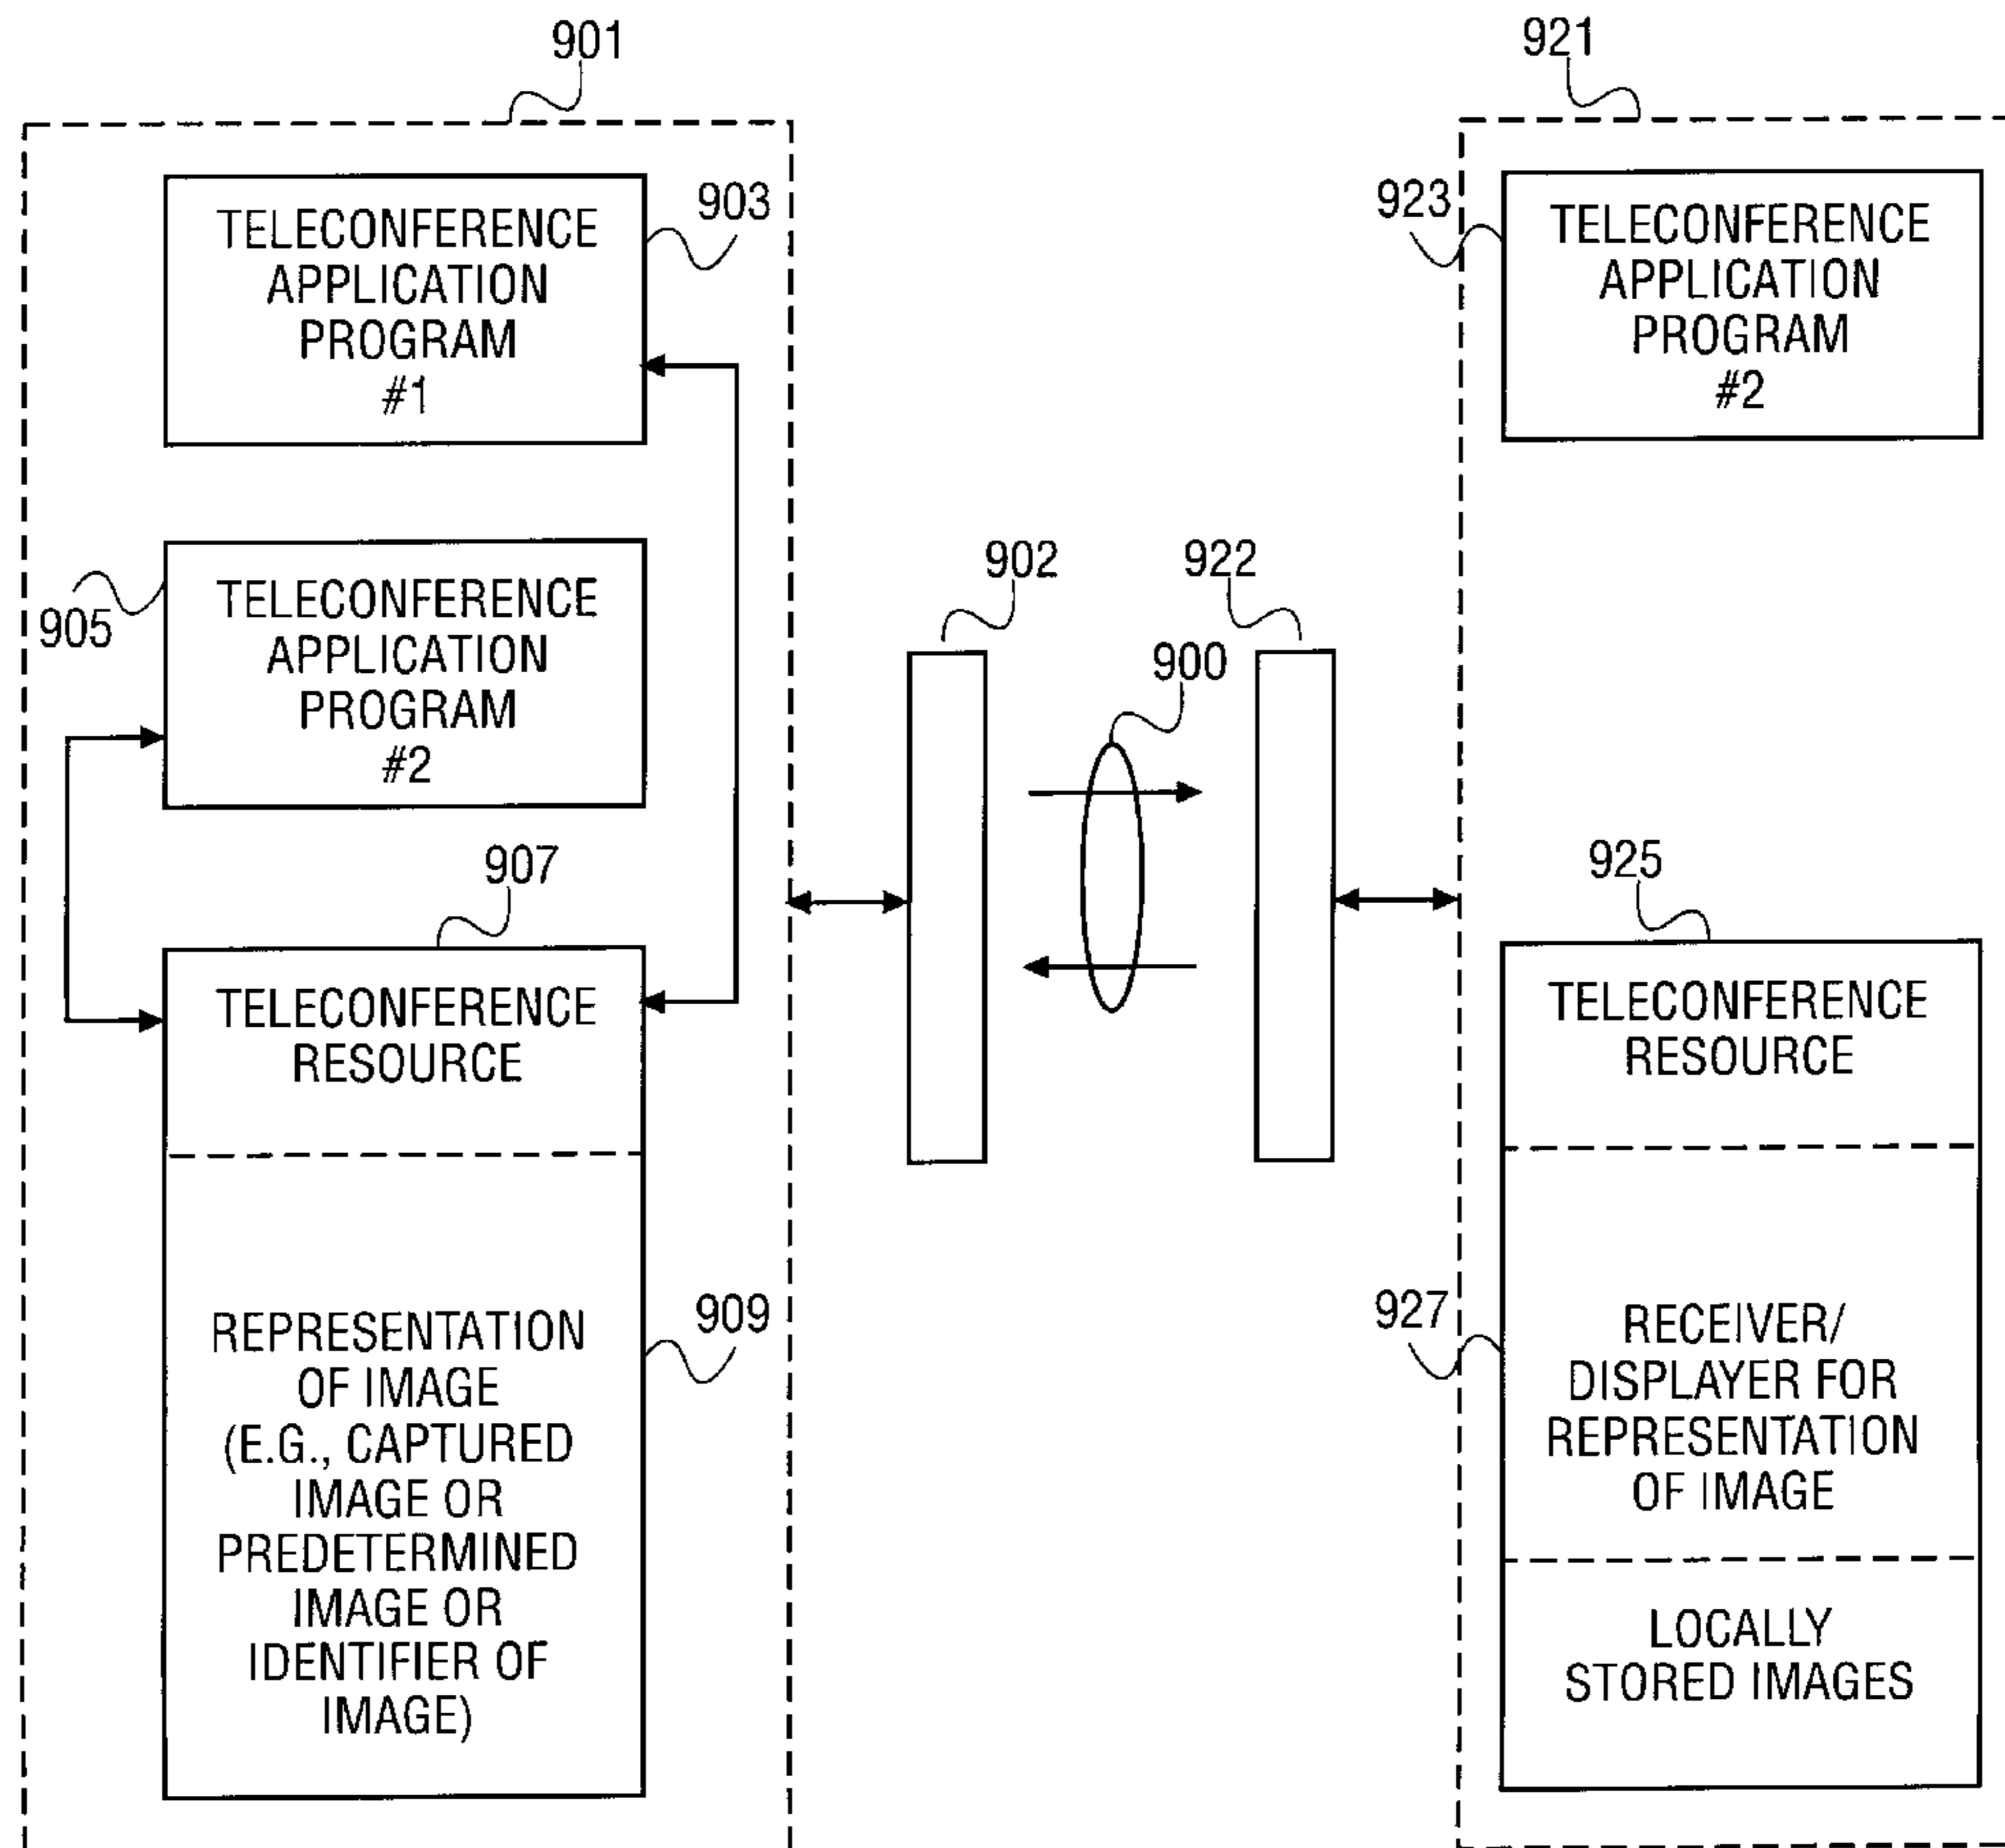 901
921
903
TELECONFERENCE
APPLICATION
PROGRAM
#1
923
TELECONFERENCE
APPLICATION
PROGRAM
#2
905
TELECONFERENCE
APPLICATION
PROGRAM
#2
902
922
900
907
TELECONFERENCE
RESOURCE
925
TELECONFERENCE
RESOURCE
909
REPRESENTATION
OF IMAGE
(E.G., CAPTURED
IMAGE OR
PREDETERMINED
IMAGE OR
IDENTIFIER OF
IMAGE)
927
RECEIVER/
DISPLAYER FOR
REPRESENTATION
OF IMAGE
LOCALLY
STORED IMAGES